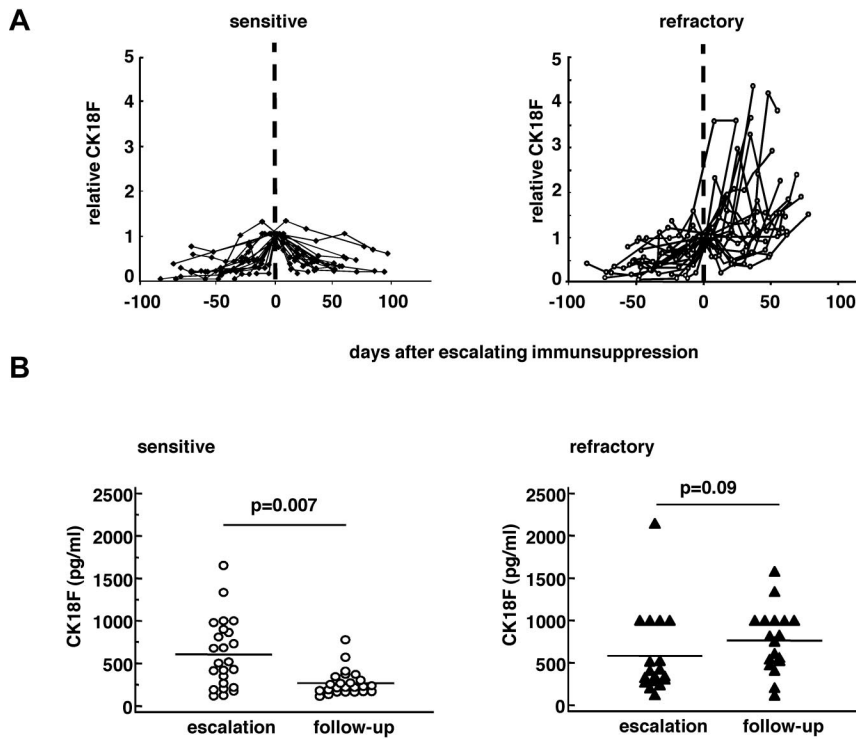 A
sensitive
refractory
relative CK18F
5
4
3
2
1
0
-100
-50
0
50
100
relative CK18F
5
4
3
2
1
0
-100
-50
0
50
100
days after escalating immunsuppression
B
sensitive
refractory
CK18F (pg/ml)
2500
2000
1500
1000
500
0
p=0.007
escalation
follow-up
CK18F (pg/ml)
2500
2000
1500
1000
500
0
p=0.09
escalation
follow-up